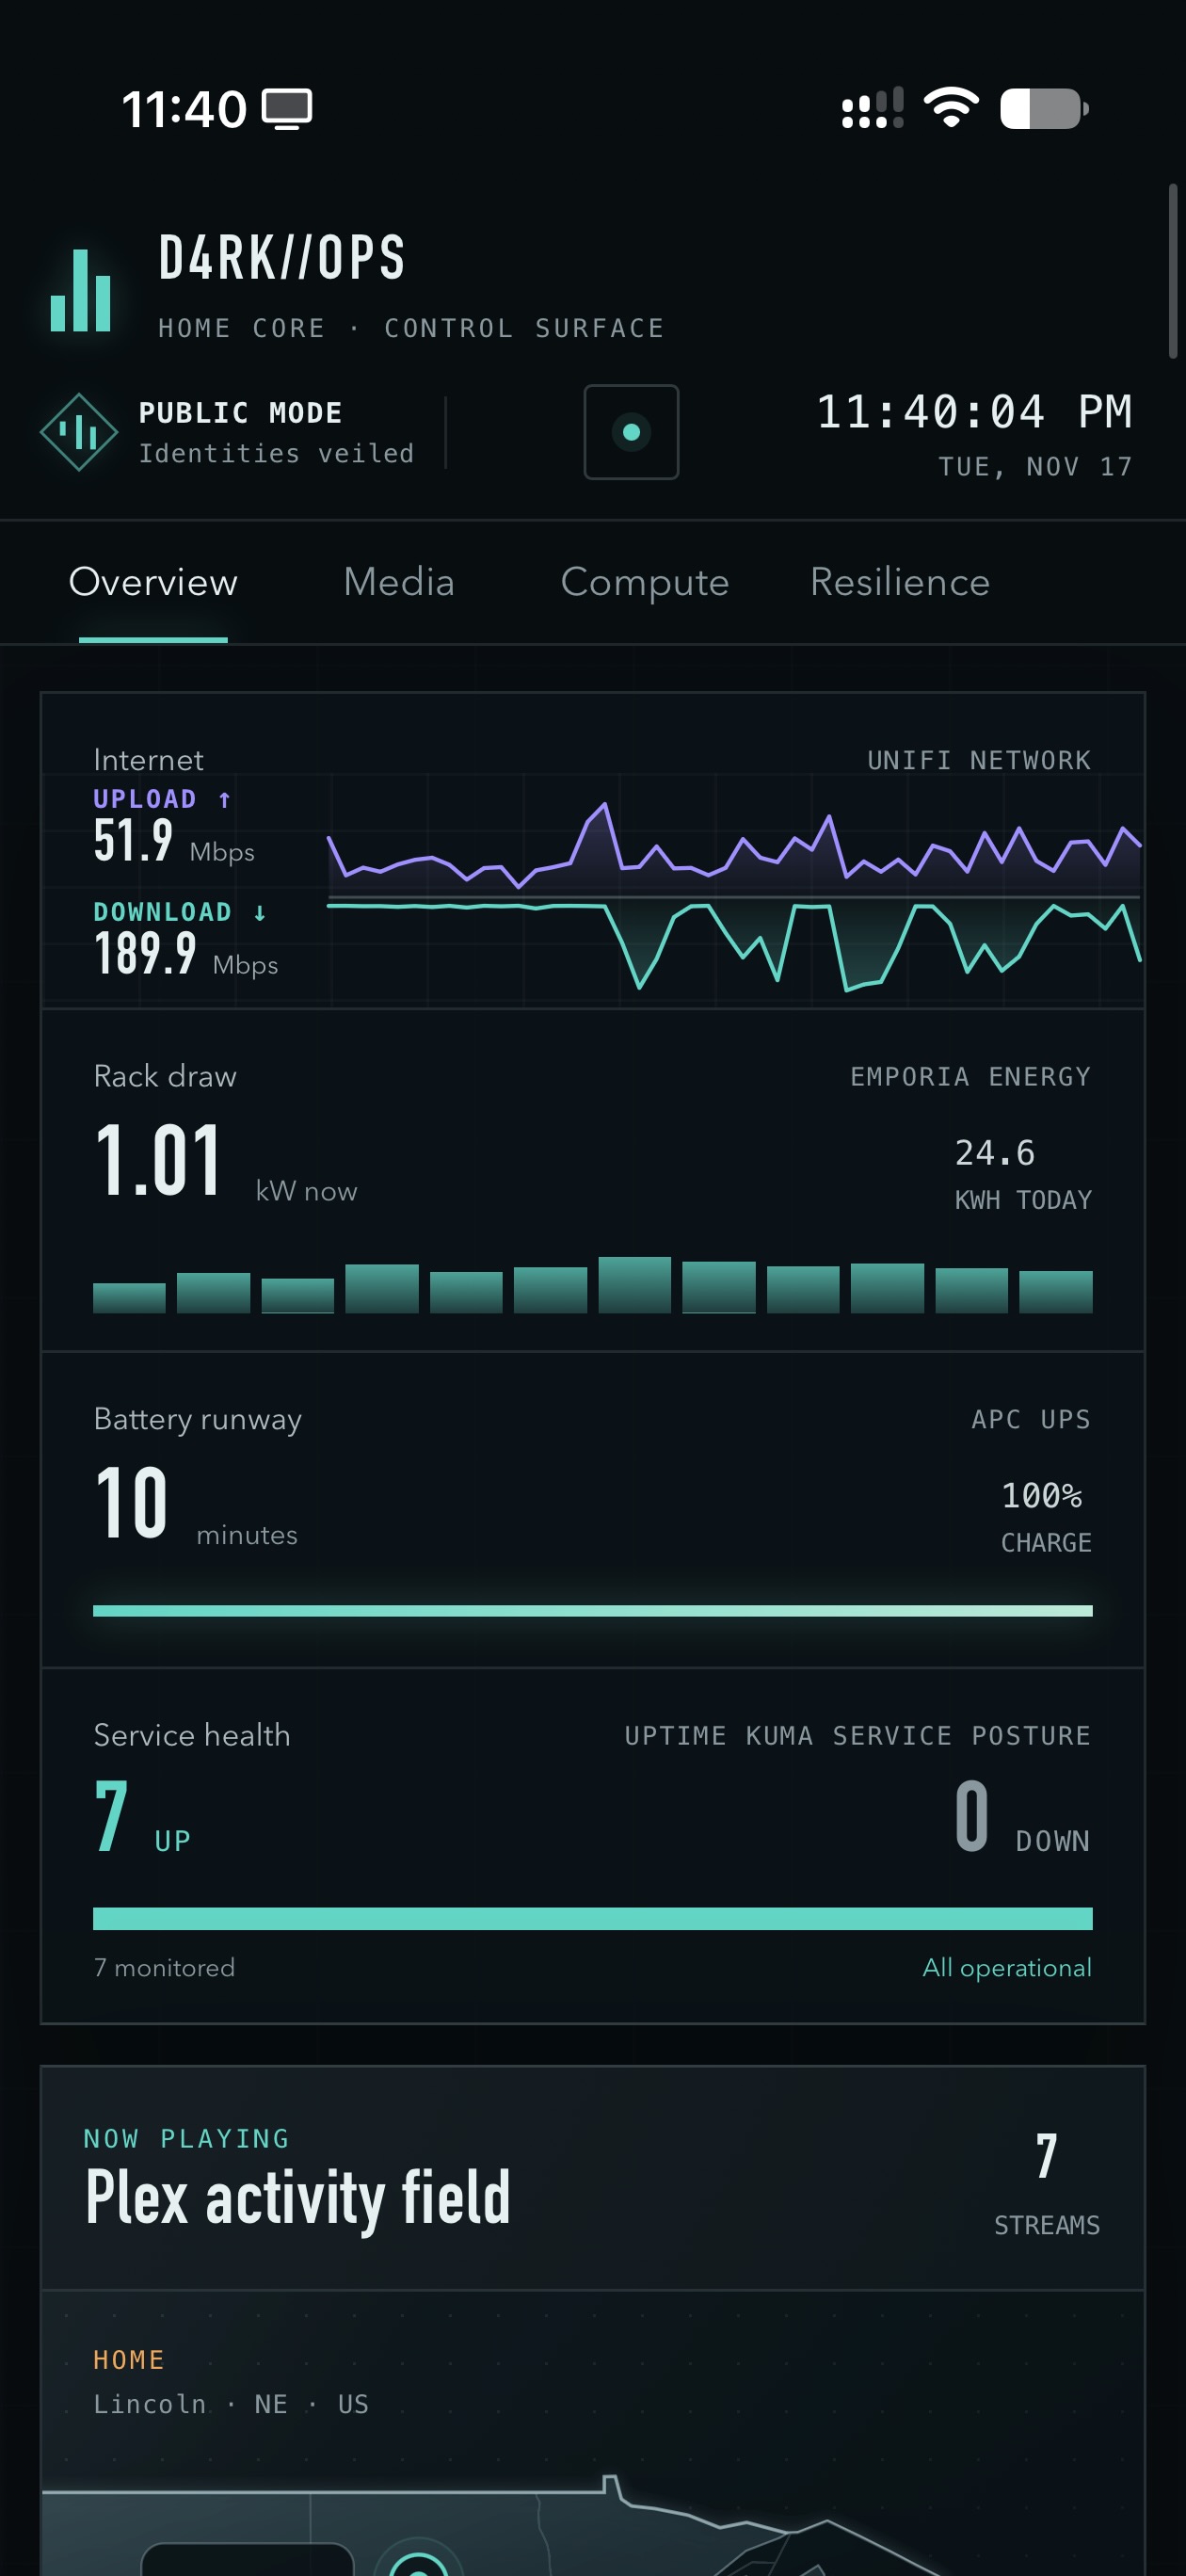 11:40
D4RK//OPS
HOME CORE · CONTROL SURFACE
PUBLIC MODE
Identities veiled
11:40:04 PM
TUE, NOV 17
Overview Media Compute Resilience
Internet UNIFI NETWORK
UPLOAD ↑
51.9 Mbps
DOWNLOAD ↓
189.9 Mbps
Rack draw EMPORIA ENERGY
1.01 kW now
24.6
KWH TODAY
Battery runway APC UPS
10 minutes
100%
CHARGE
Service health UPTIME KUMA SERVICE POSTURE
7 UP 0 DOWN
7 monitored All operational
NOW PLAYING
Plex activity field
7
STREAMS
HOME
Lincoln · NE · US